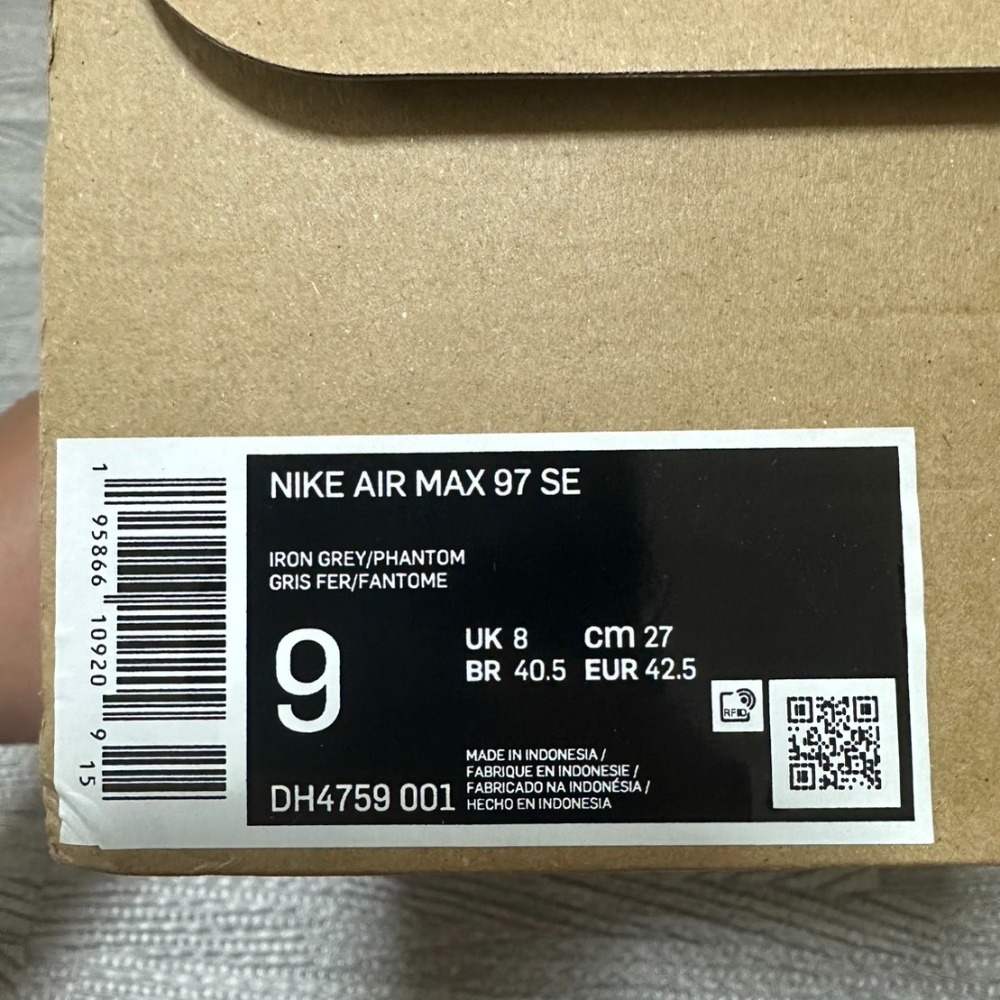 NIKE AIR MAX 97 SE
IRON GREY/PHANTOM
GRIS FER/FANTOME
9
UK 8 cm 27
BR 40.5 EUR 42.5
RFID
MADE IN INDONESIA /
FABRIQUE EN INDONESIE /
FABRICADO NA INDONÉSIA /
HECHO EN INDONESIA
DH4759 001
1 95866 10920 9 15